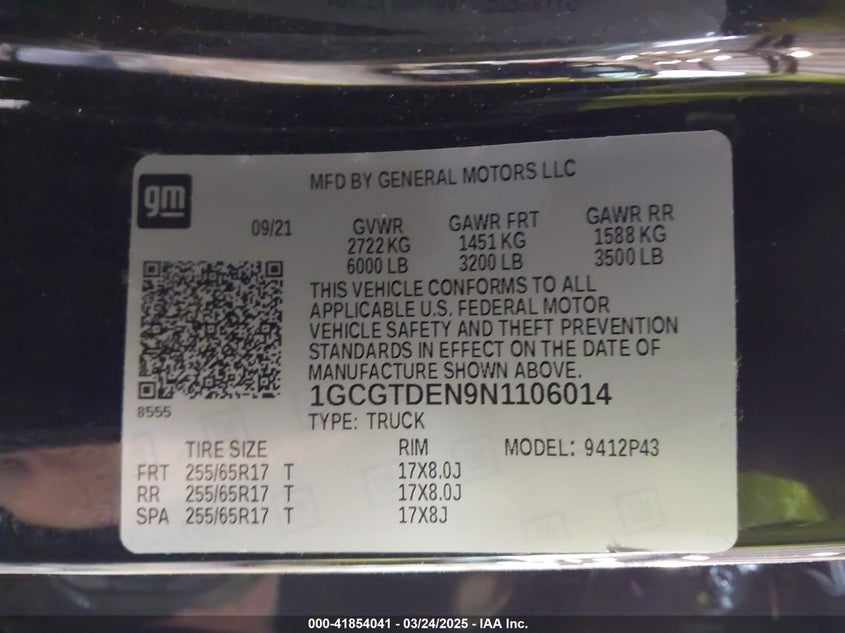 gm
MFD BY GENERAL MOTORS LLC
09/21
GVWR GAWR FRT GAWR RR
2722 KG 1451 KG 1588 KG
6000 LB 3200 LB 3500 LB
THIS VEHICLE CONFORMS TO ALL
APPLICABLE U.S. FEDERAL MOTOR
VEHICLE SAFETY AND THEFT PREVENTION
STANDARDS IN EFFECT ON THE DATE OF
MANUFACTURE SHOWN ABOVE.
8555
1GCGTDEN9N1106014
TYPE: TRUCK
TIRE SIZE RIM MODEL: 9412P43
FRT 255/65R17 T 17X8.0J
RR 255/65R17 T 17X8.0J
SPA 255/65R17 T 17X8J
000-41854041 - 03/24/2025 - IAA Inc.